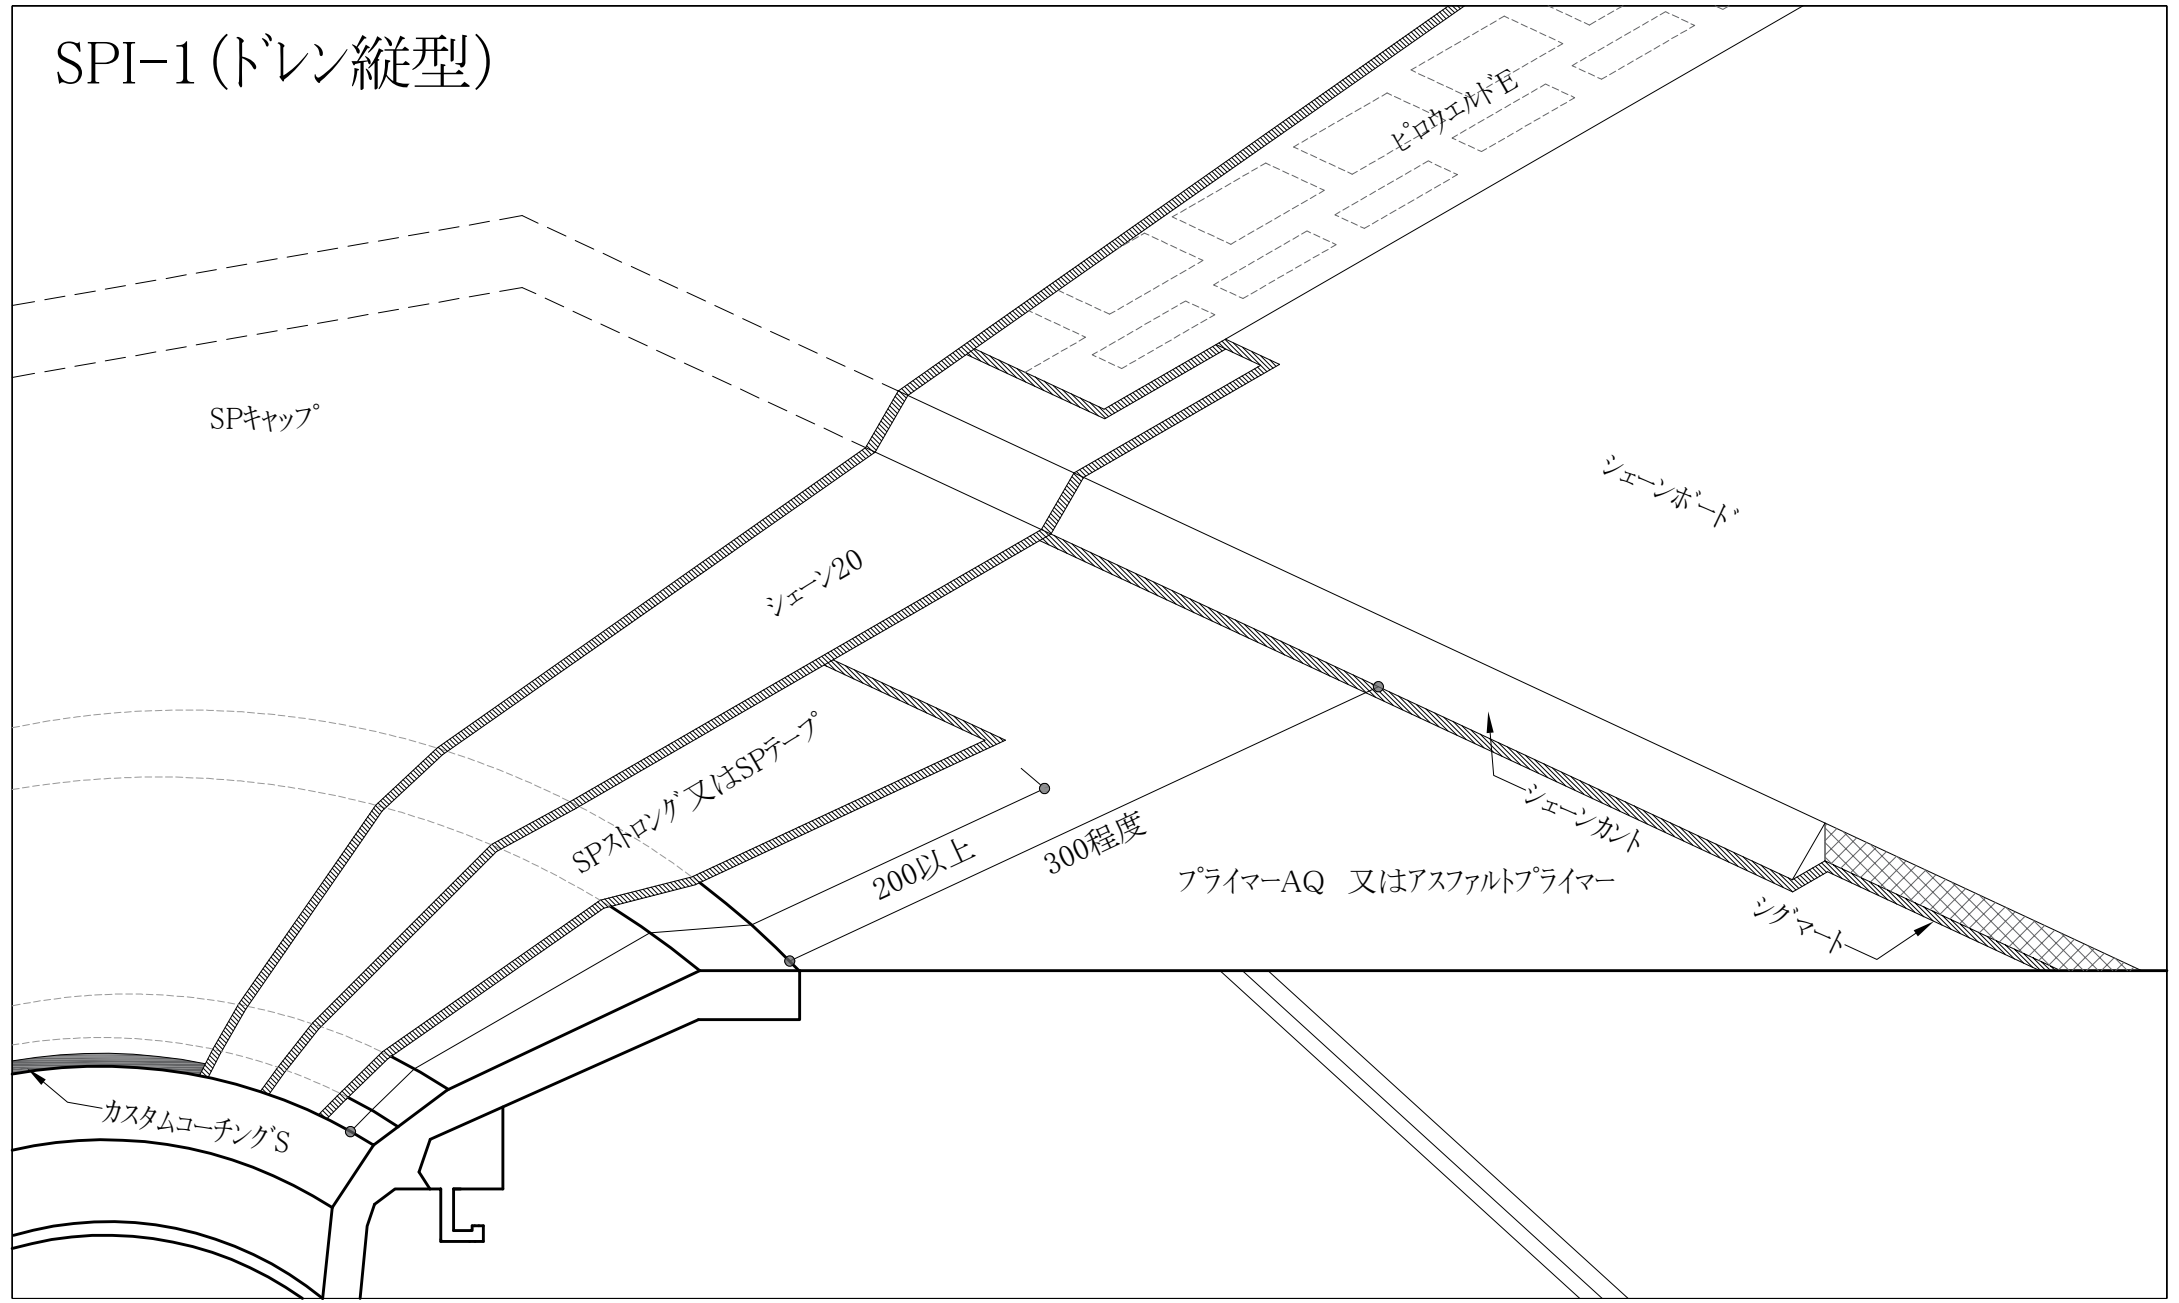 SPI-1(ドレン縦型)
ピロウェルドE
SPキャップ
シェーンボード
シェーン20
SPストロング又はSPテープ
シェーンカント
200以上
300程度
プライマーAQ　又はアスファルトプライマー
シグマート
カスタムコーチングS